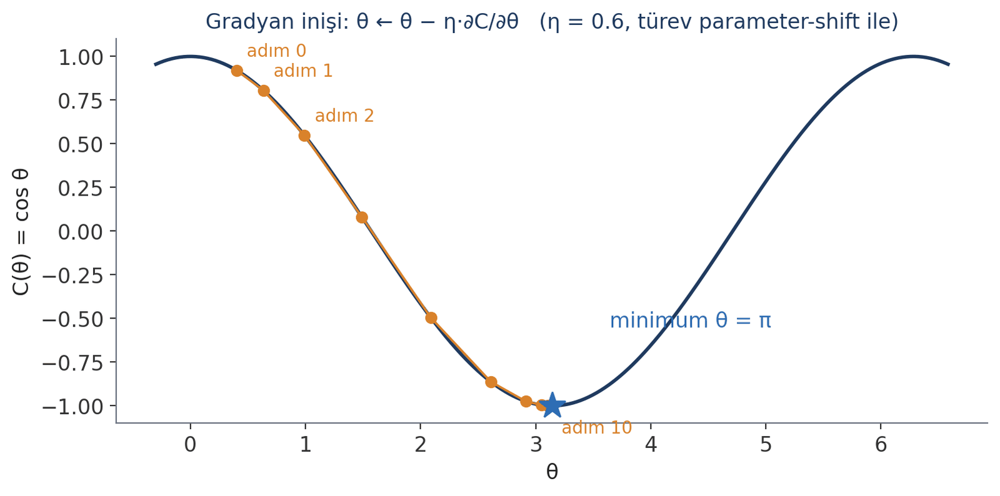 Gradyan inişi: θ ← θ − η·∂C/∂θ   (η = 0.6, türev parameter-shift ile)
adım 0
adım 1
adım 2
minimum θ = π
adım 10
C(θ) = cos θ
1.00
0.75
0.50
0.25
0.00
−0.25
−0.50
−0.75
−1.00
0 1 2 3 4 5 6
θ